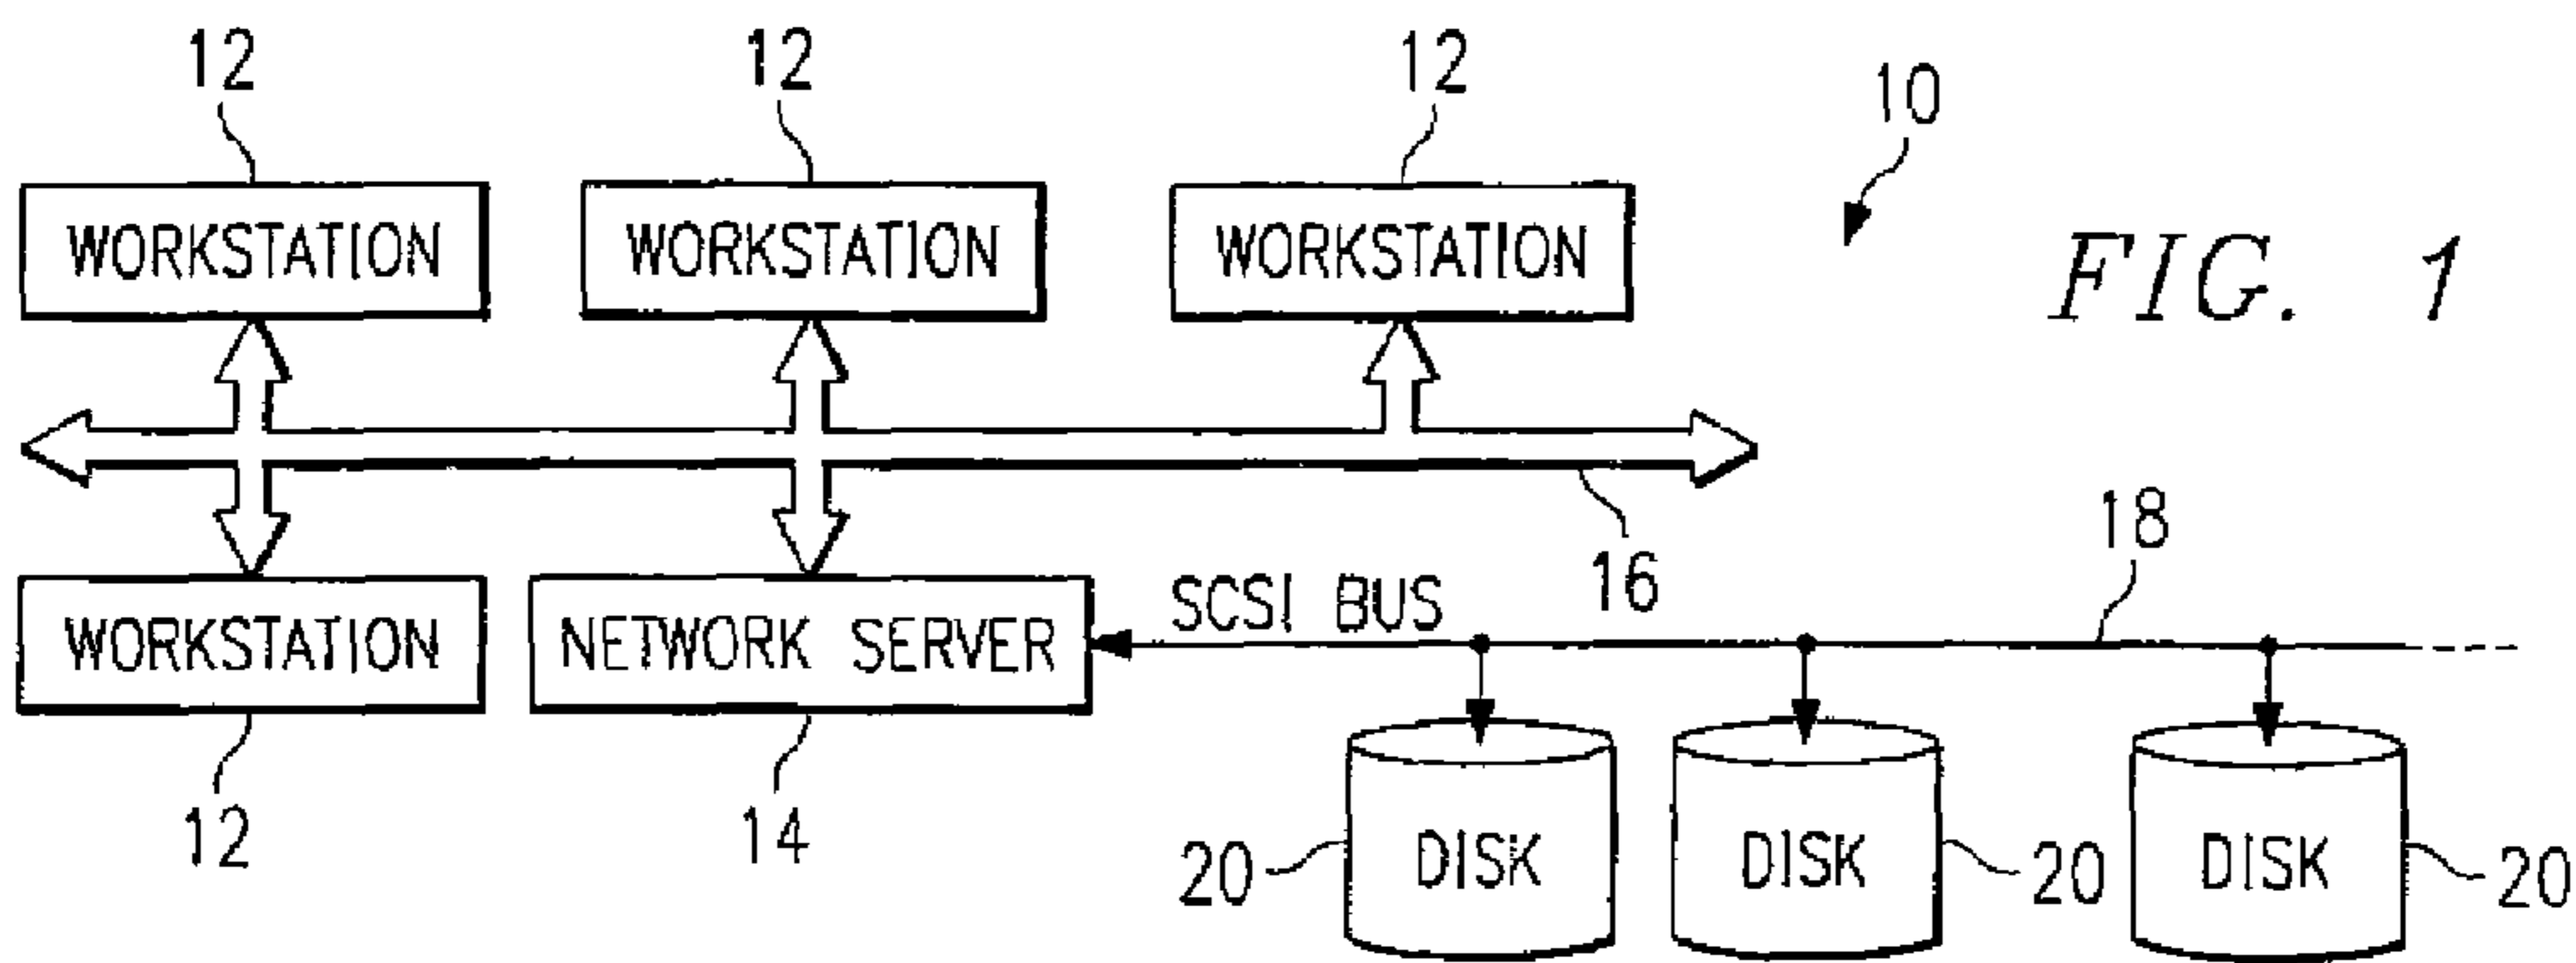 12 12 12 10
WORKSTATION WORKSTATION WORKSTATION
FIG. 1
16 18
SCSI BUS
WORKSTATION NETWORK SERVER
12 14
20 DISK DISK 20 DISK 20